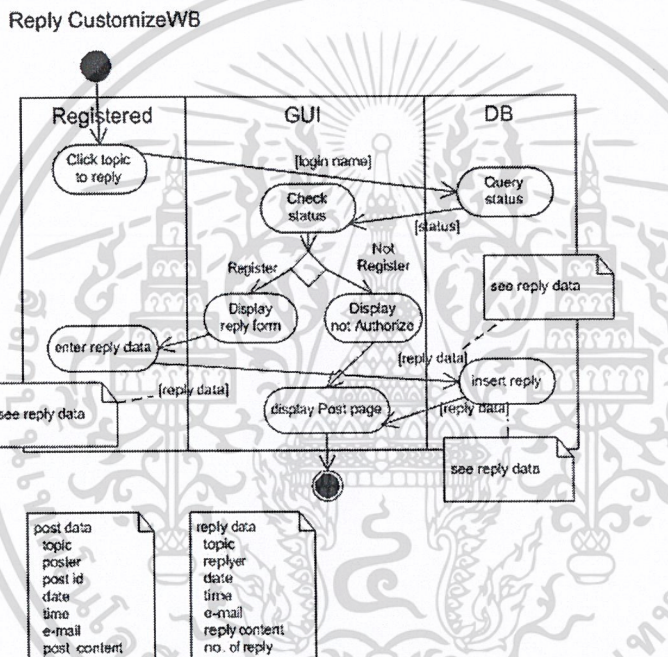 Reply CustomizeWB
Registered
GUI
DB
Click topic
to reply
[login name]
Query
status
Check
status
[status]
Register
Not
Register
see reply data
Display
reply form
Display
not Authorize
enter reply data
[reply data]
insert reply
[reply data]
see reply data
display Post page
[reply data]
see reply data
post data
topic
poster
post id
date
time
e-mail
post content
reply data
topic
replyer
date
time
e-mail
reply content
no. of reply